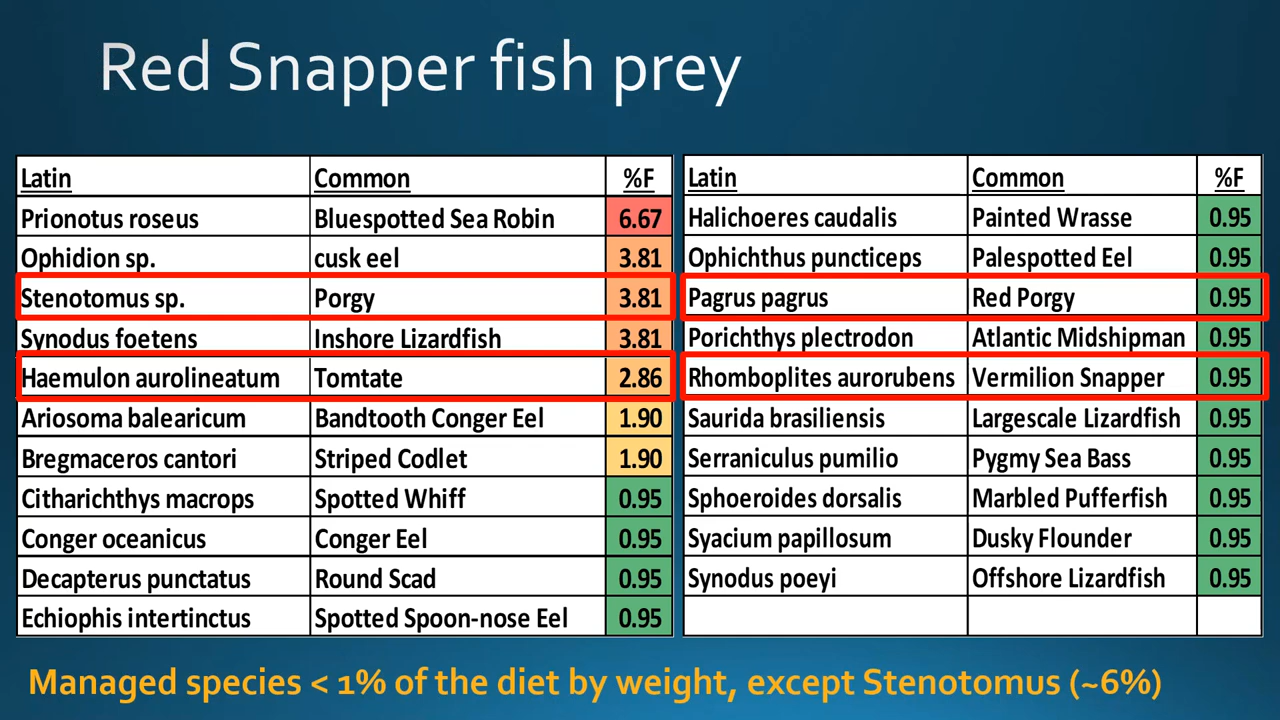 Red Snapper fish prey
Latin Common %F
Prionotus roseus Bluespotted Sea Robin 6.67
Ophidion sp. cusk eel 3.81
Stenotomus sp. Porgy 3.81
Synodus foetens Inshore Lizardfish 3.81
Haemulon aurolineatum Tomtate 2.86
Ariosoma balearicum Bandtooth Conger Eel 1.90
Bregmaceros cantori Striped Codlet 1.90
Citharichthys macrops Spotted Whiff 0.95
Conger oceanicus Conger Eel 0.95
Decapterus punctatus Round Scad 0.95
Echiophis intertinctus Spotted Spoon-nose Eel 0.95
Latin Common %F
Halichoeres caudalis Painted Wrasse 0.95
Ophichthus puncticeps Palespotted Eel 0.95
Pagrus pagrus Red Porgy 0.95
Porichthys plectrodon Atlantic Midshipman 0.95
Rhomboplites aurorubens Vermilion Snapper 0.95
Saurida brasiliensis Largescale Lizardfish 0.95
Serraniculus pumilio Pygmy Sea Bass 0.95
Sphoeroides dorsalis Marbled Pufferfish 0.95
Syacium papillosum Dusky Flounder 0.95
Synodus poeyi Offshore Lizardfish 0.95
Managed species < 1% of the diet by weight, except Stenotomus (~6%)